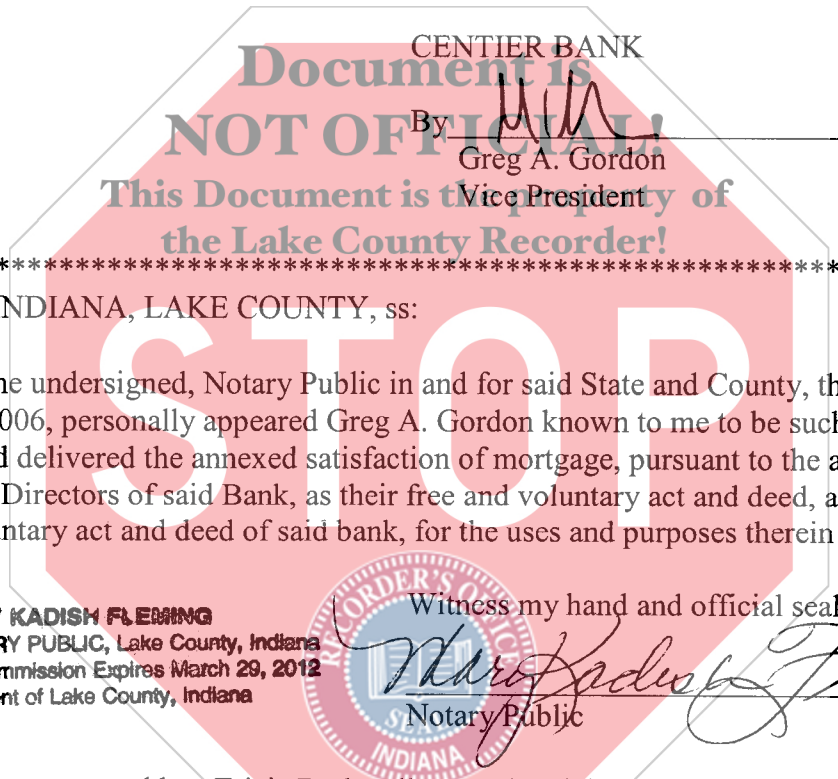 CENTIER BANK
Document is
NOT OFFICIAL!
By
Greg A. Gordon
This Document is the property of
Vice President
the Lake County Recorder!
**********************************************************************
NDIANA, LAKE COUNTY, ss:
STOP
ne undersigned, Notary Public in and for said State and County, th
006, personally appeared Greg A. Gordon known to me to be such
d delivered the annexed satisfaction of mortgage, pursuant to the a
Directors of said Bank, as their free and voluntary act and deed, a
ntary act and deed of said bank, for the uses and purposes therein
Witness my hand and official seal
KADISH FLEMING
RY PUBLIC, Lake County, Indiana
mmission Expires March 29, 2012
nt of Lake County, Indiana
RECORDER'S OFFICE
SEAL
INDIANA
Mary Kadish
Notary Public